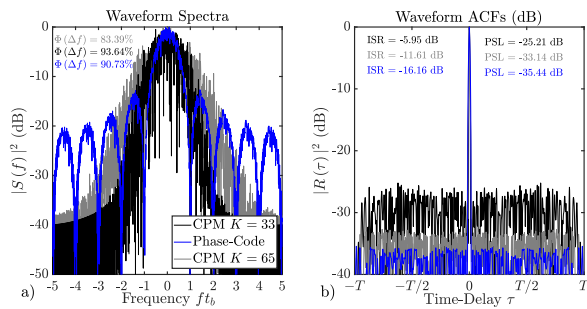 Waveform Spectra
Φ(Δf) = 83.39%
Φ(Δf) = 93.64%
Φ(Δf) = 90.73%
|S(f)|² (dB)
0
-10
-20
-30
-40
-50
CPM K = 33
Phase-Code
CPM K = 65
-5 -4 -3 -2 -1 0 1 2 3 4 5
a) Frequency ft_b
Waveform ACFs (dB)
ISR = -5.95 dB PSL = -25.21 dB
ISR = -11.61 dB PSL = -33.14 dB
ISR = -16.16 dB PSL = -35.44 dB
|R(τ)|² (dB)
0
-10
-20
-30
-40
−T −T/2 0 T/2 T
b) Time-Delay τ